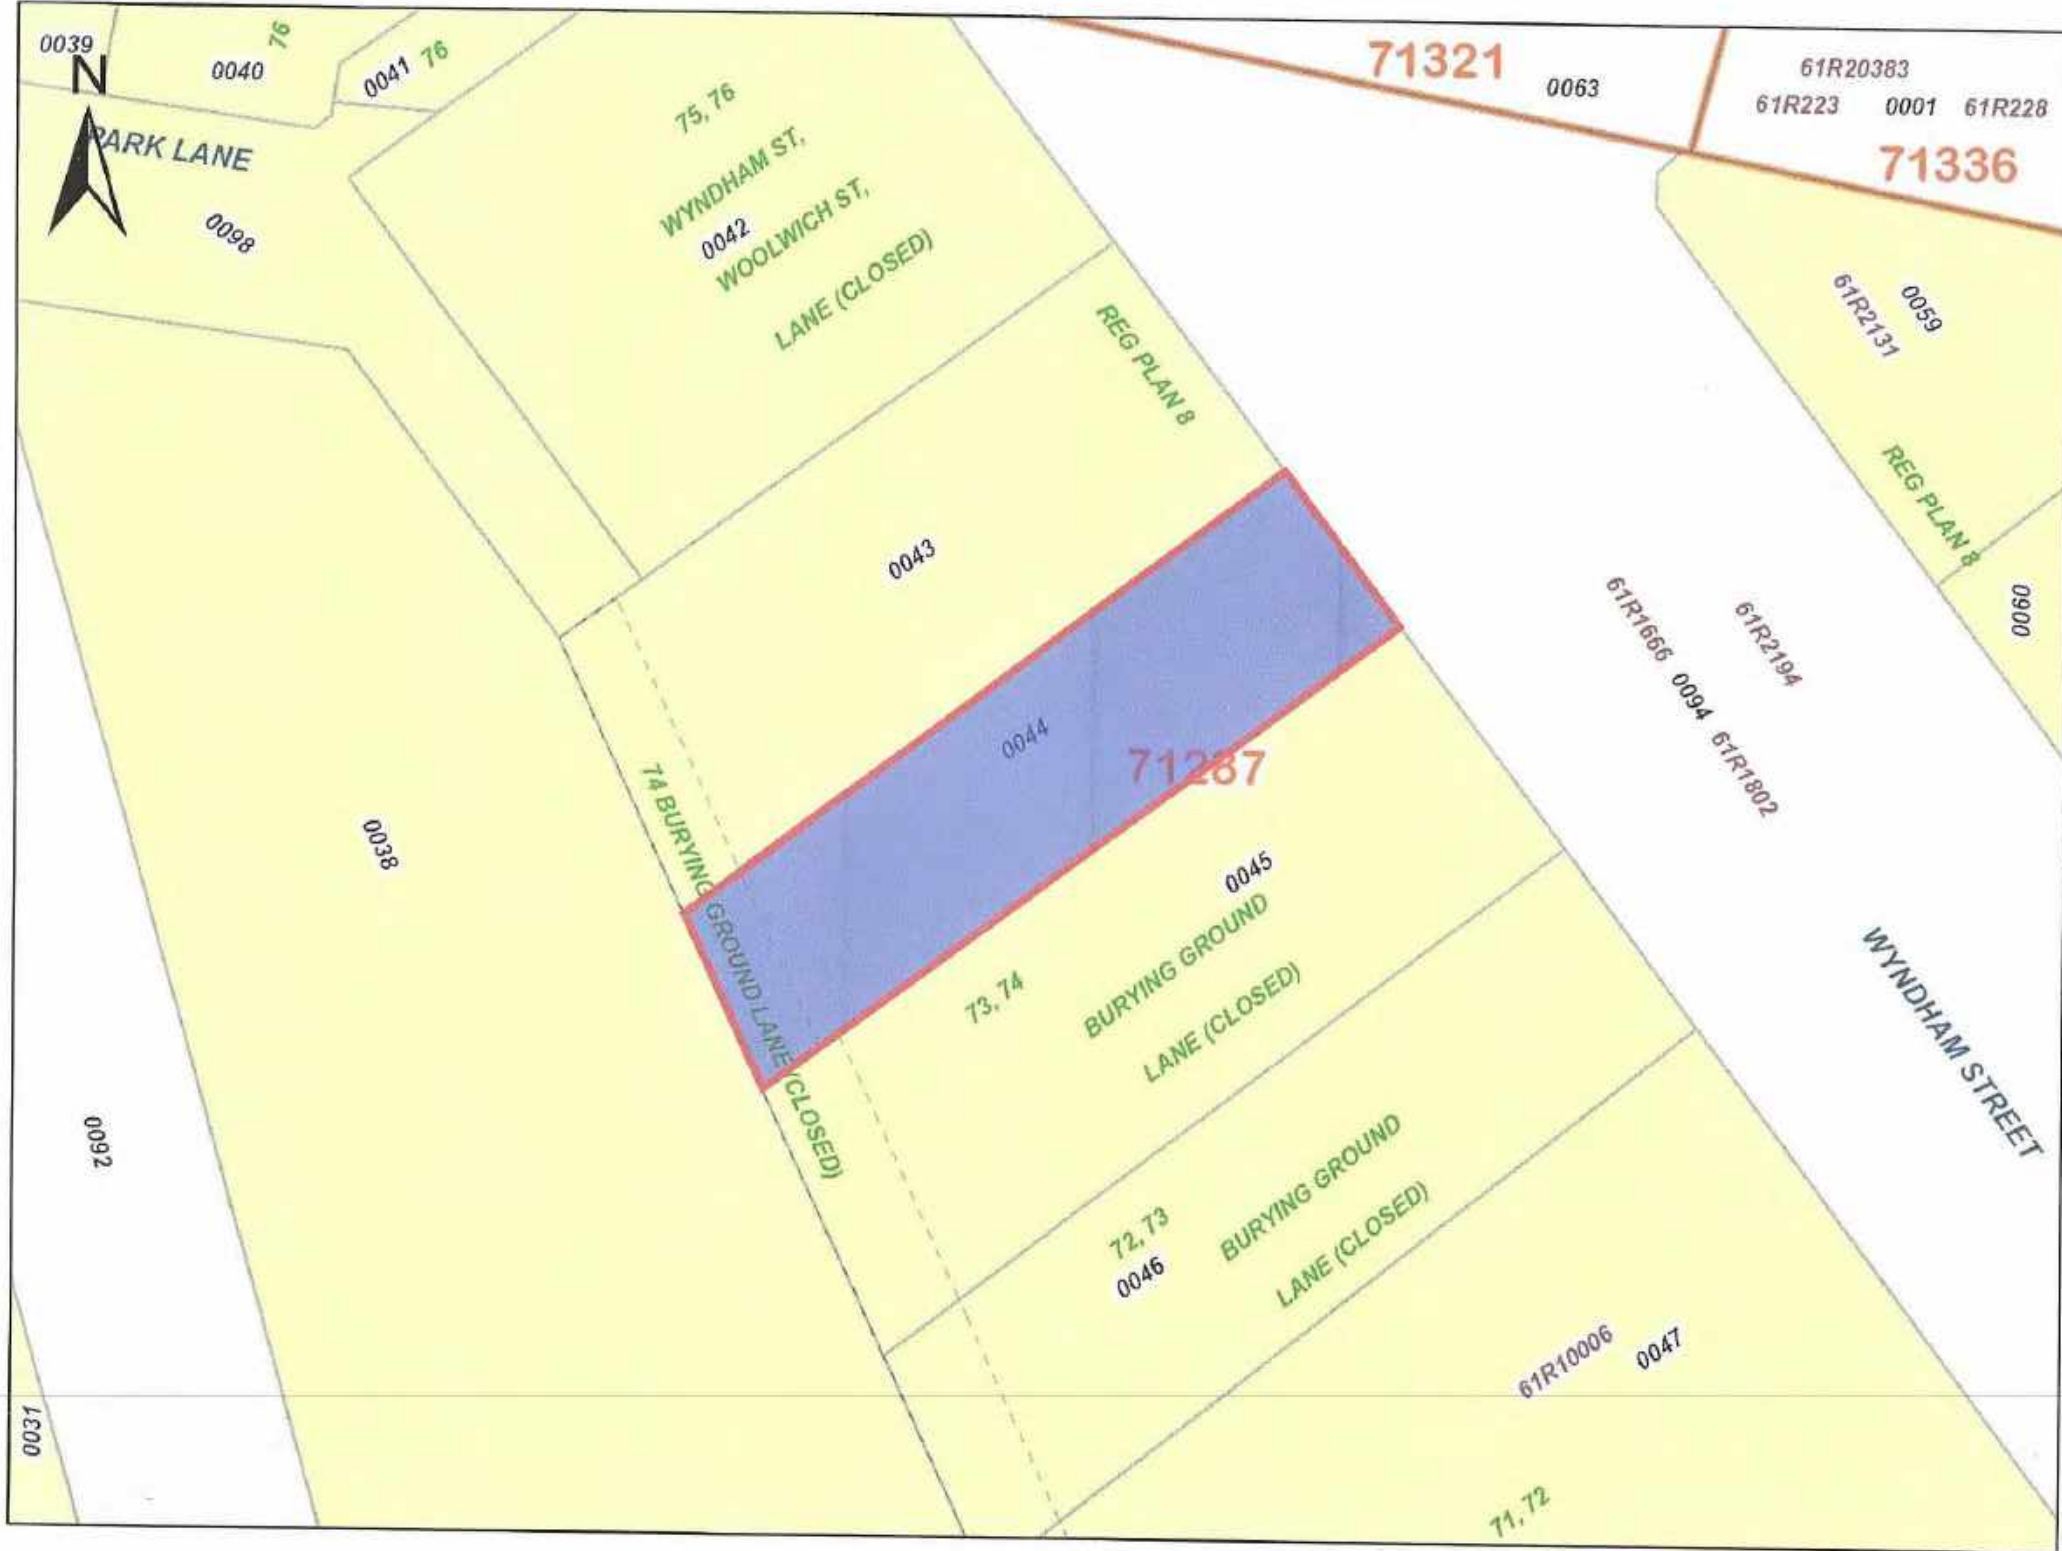 0039
N
0040
76
0041
76
PARK LANE
0098
75, 76
WYNDHAM ST,
0042
WOOLWICH ST,
LANE (CLOSED)
71321
0063
61R20383
61R223 0001 61R228
71336
0059
61R2131
REG PLAN 8
REG PLAN 8
0060
0043
61R1666 0094 61R1802
61R2194
0044
71287
74 BURYING GROUND LANE (CLOSED)
0038
0045
73, 74
BURYING GROUND
LANE (CLOSED)
WYNDHAM STREET
0092
72, 73
0046
BURYING GROUND
LANE (CLOSED)
61R10006
0047
0031
71, 72